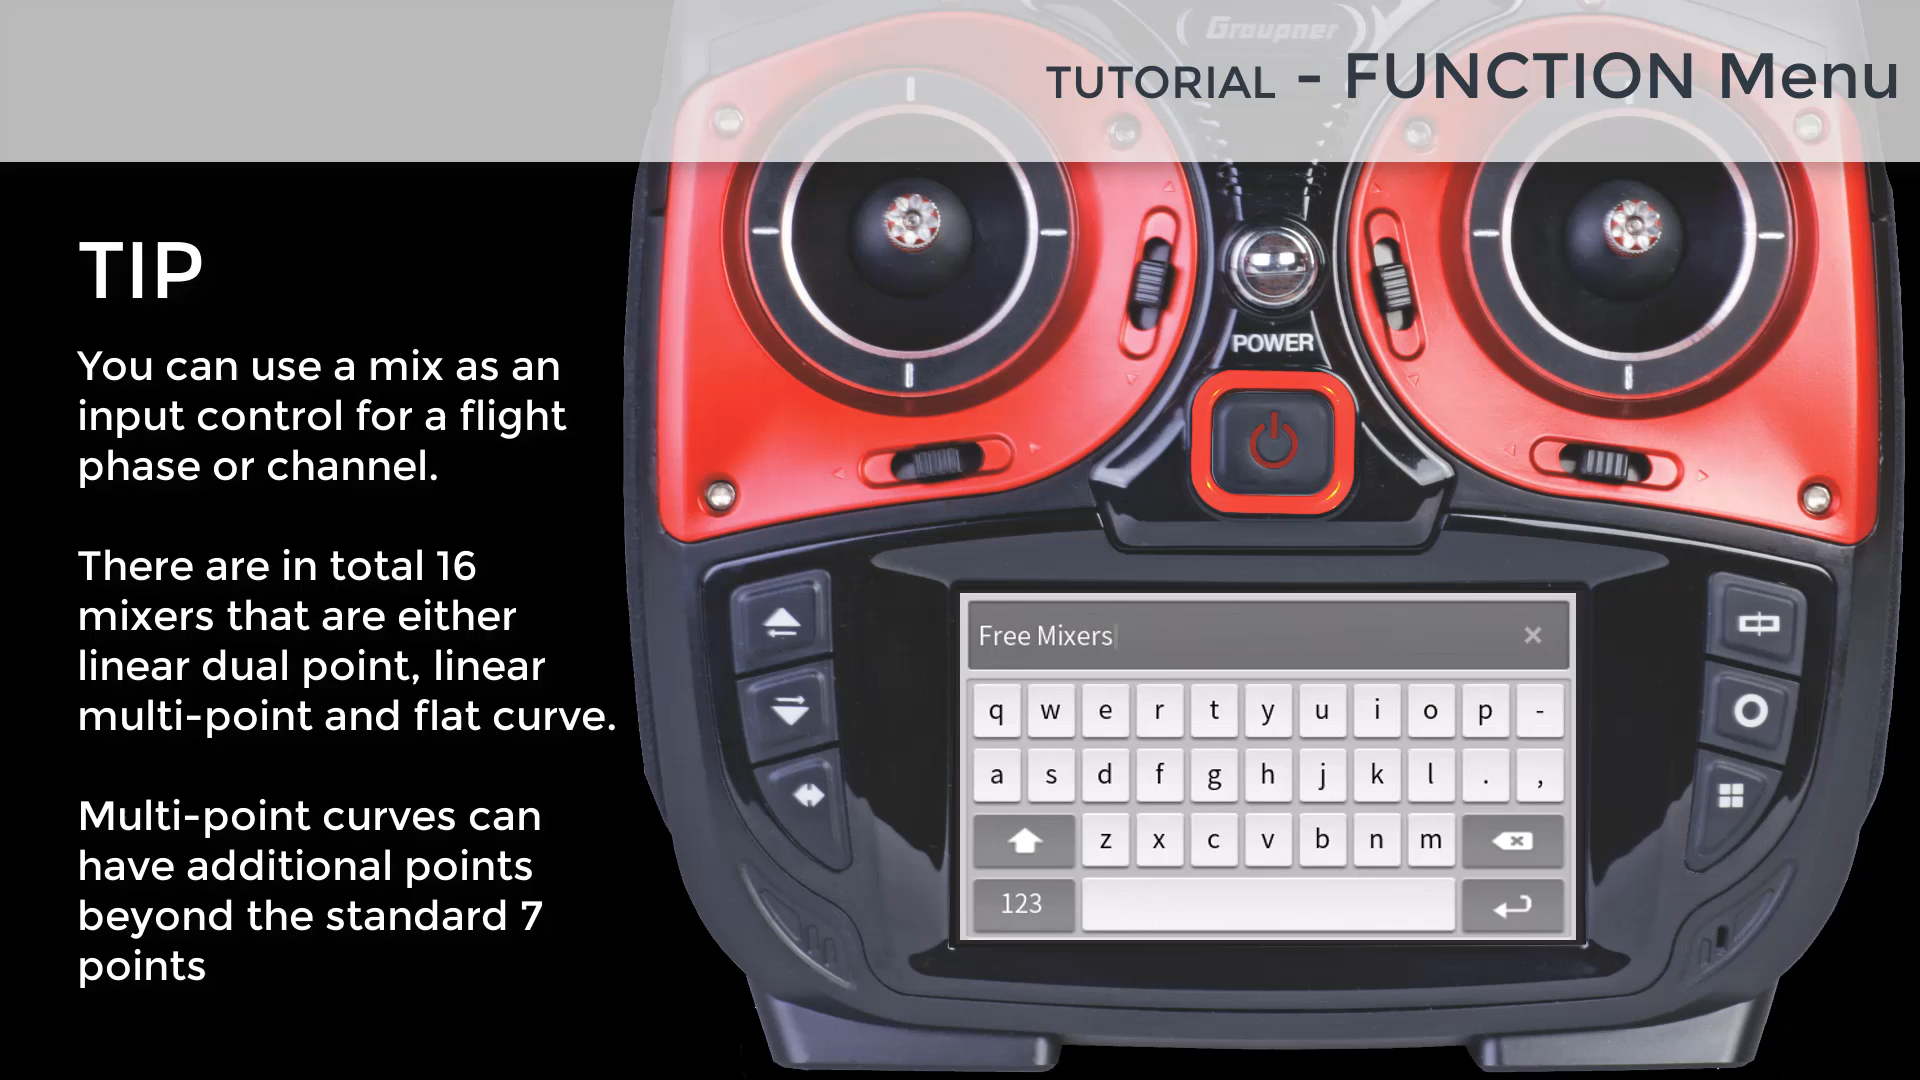 Graupner
TUTORIAL - FUNCTION Menu
TIP
You can use a mix as an
input control for a flight
phase or channel.
There are in total 16
mixers that are either
linear dual point, linear
multi-point and flat curve.
Multi-point curves can
have additional points
beyond the standard 7
points
POWER
Free Mixers
q w e r t y u i o p -
a s d f g h j k l . ,
z x c v b n m
123